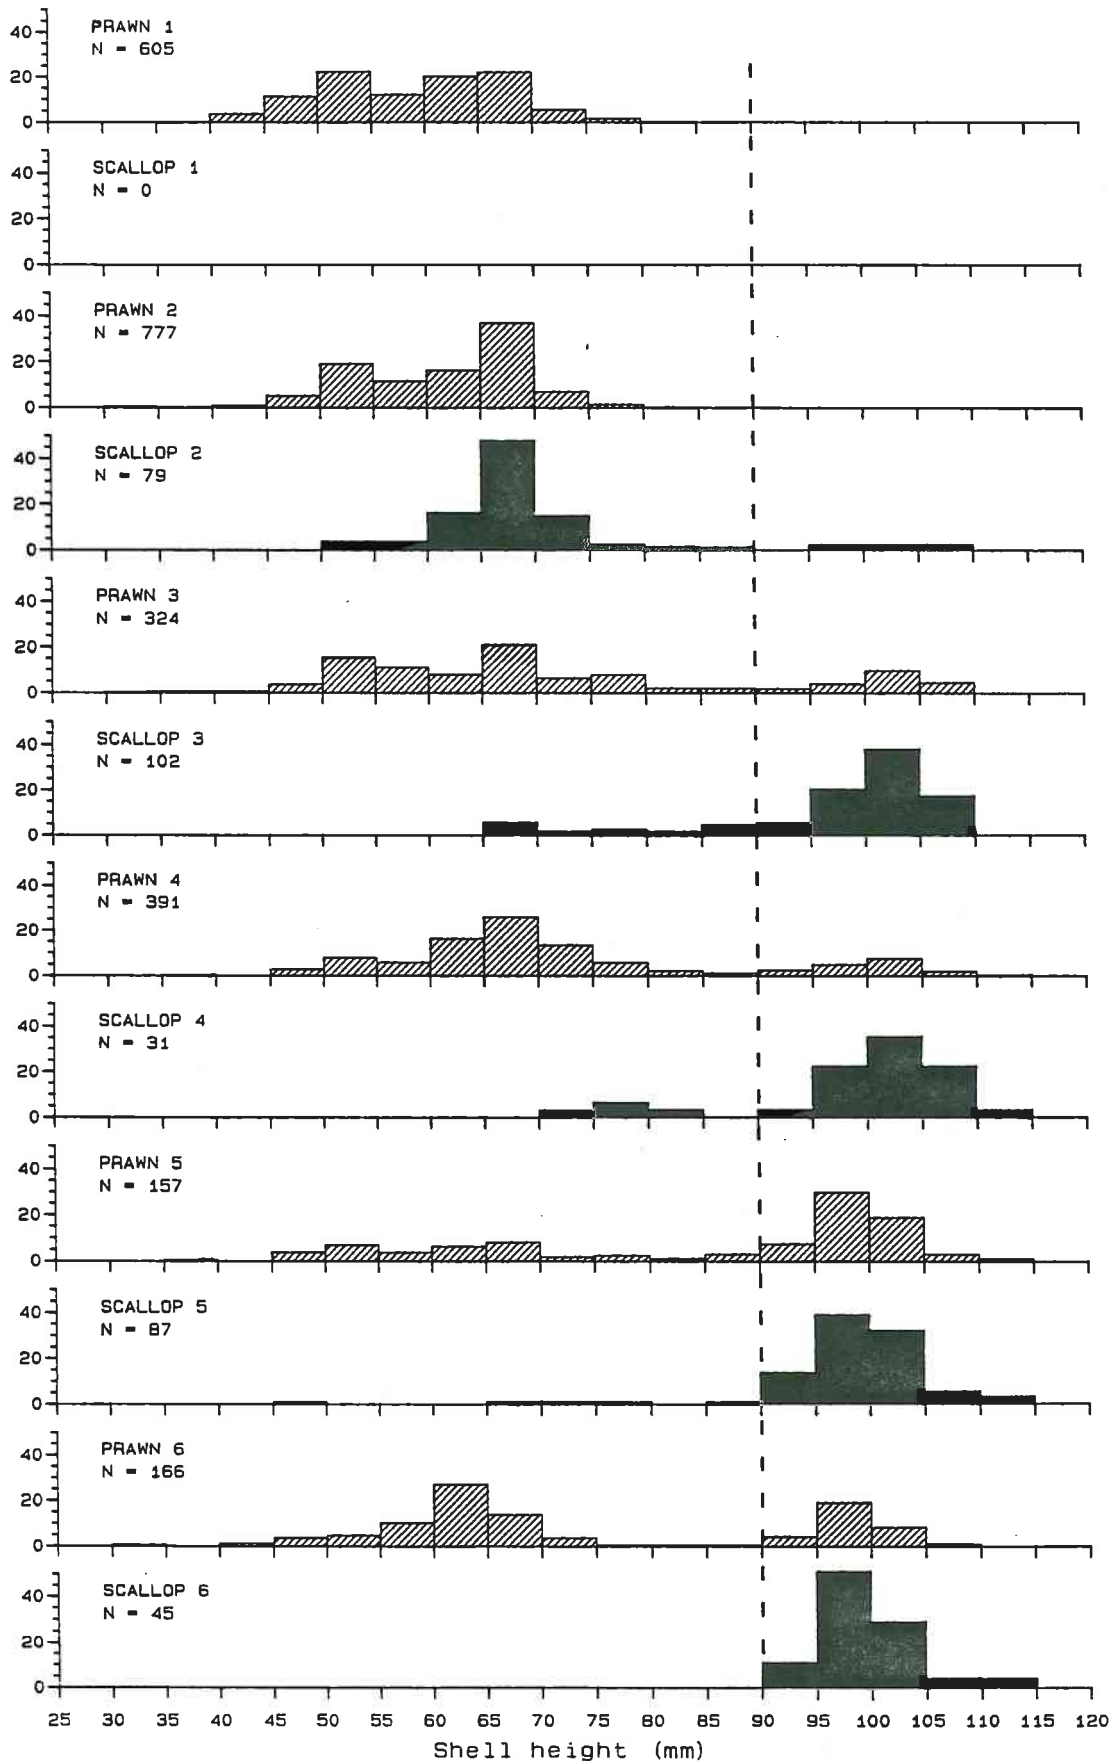 PRAWN 1
N = 605
40
20
0
SCALLOP 1
N = 0
40
20
0
PRAWN 2
N = 777
40
20
0
SCALLOP 2
N = 79
40
20
0
PRAWN 3
N = 324
40
20
0
SCALLOP 3
N = 102
40
20
0
PRAWN 4
N = 391
40
20
0
SCALLOP 4
N = 31
40
20
0
PRAWN 5
N = 157
40
20
0
SCALLOP 5
N = 87
40
20
0
PRAWN 6
N = 166
40
20
0
SCALLOP 6
N = 45
40
20
0
25 30 35 40 45 50 55 60 65 70 75 80 85 90 95 100 105 110 115 120
Shell height (mm)